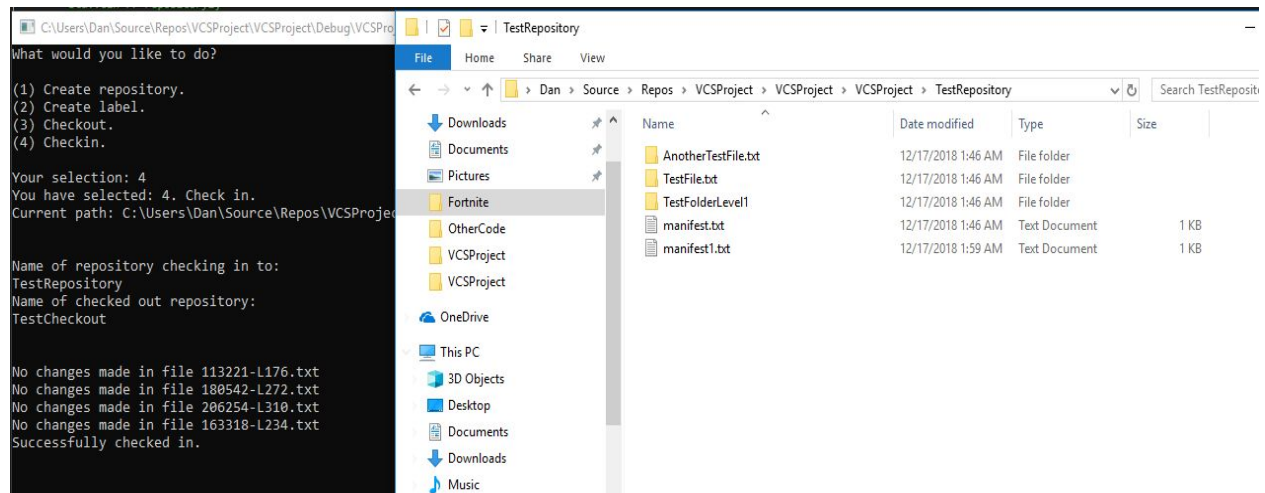 C:\Users\Dan\Source\Repos\VCSProject\VCSProject\Debug\VCSPro
What would you like to do?
(1) Create repository.
(2) Create label.
(3) Checkout.
(4) Checkin.
Your selection: 4
You have selected: 4. Check in.
Current path: C:\Users\Dan\Source\Repos\VCSProjec
Name of repository checking in to:
TestRepository
Name of checked out repository:
TestCheckout
No changes made in file 113221-L176.txt
No changes made in file 180542-L272.txt
No changes made in file 206254-L310.txt
No changes made in file 163318-L234.txt
Successfully checked in.
TestRepository
File Home Share View
Dan > Source > Repos > VCSProject > VCSProject > VCSProject > TestRepository
Search TestReposit
Downloads
Documents
Pictures
Fortnite
OtherCode
VCSProject
VCSProject
OneDrive
This PC
3D Objects
Desktop
Documents
Downloads
Music
Name Date modified Type Size
AnotherTestFile.txt 12/17/2018 1:46 AM File folder
TestFile.txt 12/17/2018 1:46 AM File folder
TestFolderLevel1 12/17/2018 1:46 AM File folder
manifest.txt 12/17/2018 1:46 AM Text Document 1 KB
manifest1.txt 12/17/2018 1:59 AM Text Document 1 KB